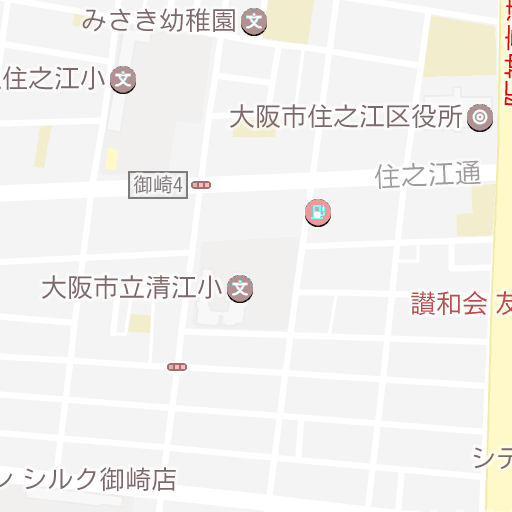 みさき幼稚園
住之江小
大阪市住之江区役所
御崎4
住之江通
大阪市立清江小
讃和会 友
シテ
シルク御崎店